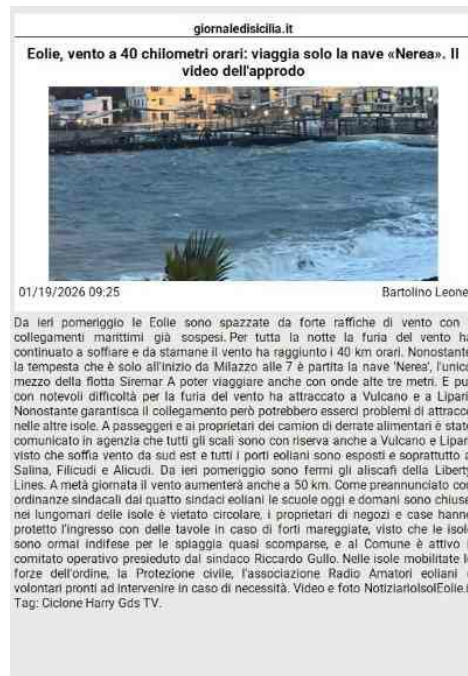 giornaledisicilia.it
Eolie, vento a 40 chilometri orari: viaggia solo la nave «Nerea». Il
video dell'approdo
01/19/2026 09:25
Bartolino Leone
Da ieri pomeriggio le Eolie sono spazzate da forte raffiche di vento con
collegamenti marittimi già sospesi. Per tutta la notte la furia del vento ha
continuato a soffiare e da stamane il vento ha raggiunto i 40 km orari. Nonostante
la tempesta che è solo all'inizio da Milazzo alle 7 è partita la nave 'Nerea', l'unico
mezzo della flotta Siremar A poter viaggiare anche con onde alte tre metri. E pur
con notevoli difficoltà per la furia del vento ha attraccato a Vulcano e a Lipari.
Nonostante garantisca il collegamento però potrebbero esserci problemi di attracco
nelle altre isole. A passeggeri e ai proprietari dei camion di derrate alimentari è stato
comunicato in agenzia che tutti gli scali sono con riserva anche a Vulcano e Lipari
visto che soffia vento da sud est e tutti i porti eoliani sono esposti e soprattutto a
Salina, Filicudi e Alicudi. Da ieri pomeriggio sono fermi gli aliscafi della Liberty
Lines. A metà giornata il vento aumenterà anche a 50 km. Come preannunciato con
ordinanze sindacali dai quattro sindaci eoliani le scuole oggi e domani sono chiuse
nei lungomari delle isole è vietato circolare, i proprietari di negozi e case hanno
protetto l'ingresso con delle tavole in caso di forti mareggiate, visto che le isole
sono ormai indifese per le spiaggia quasi scomparse, e al Comune è attivo il
comitato operativo presieduto dal sindaco Riccardo Gullo. Nelle isole mobilitate le
forze dell'ordine, la Protezione civile, l'associazione Radio Amatori eoliani e
volontari pronti ad intervenire in caso di necessità. Video e foto NotiziarioIsolEolie.i
Tag: Ciclone Harry Gds TV.